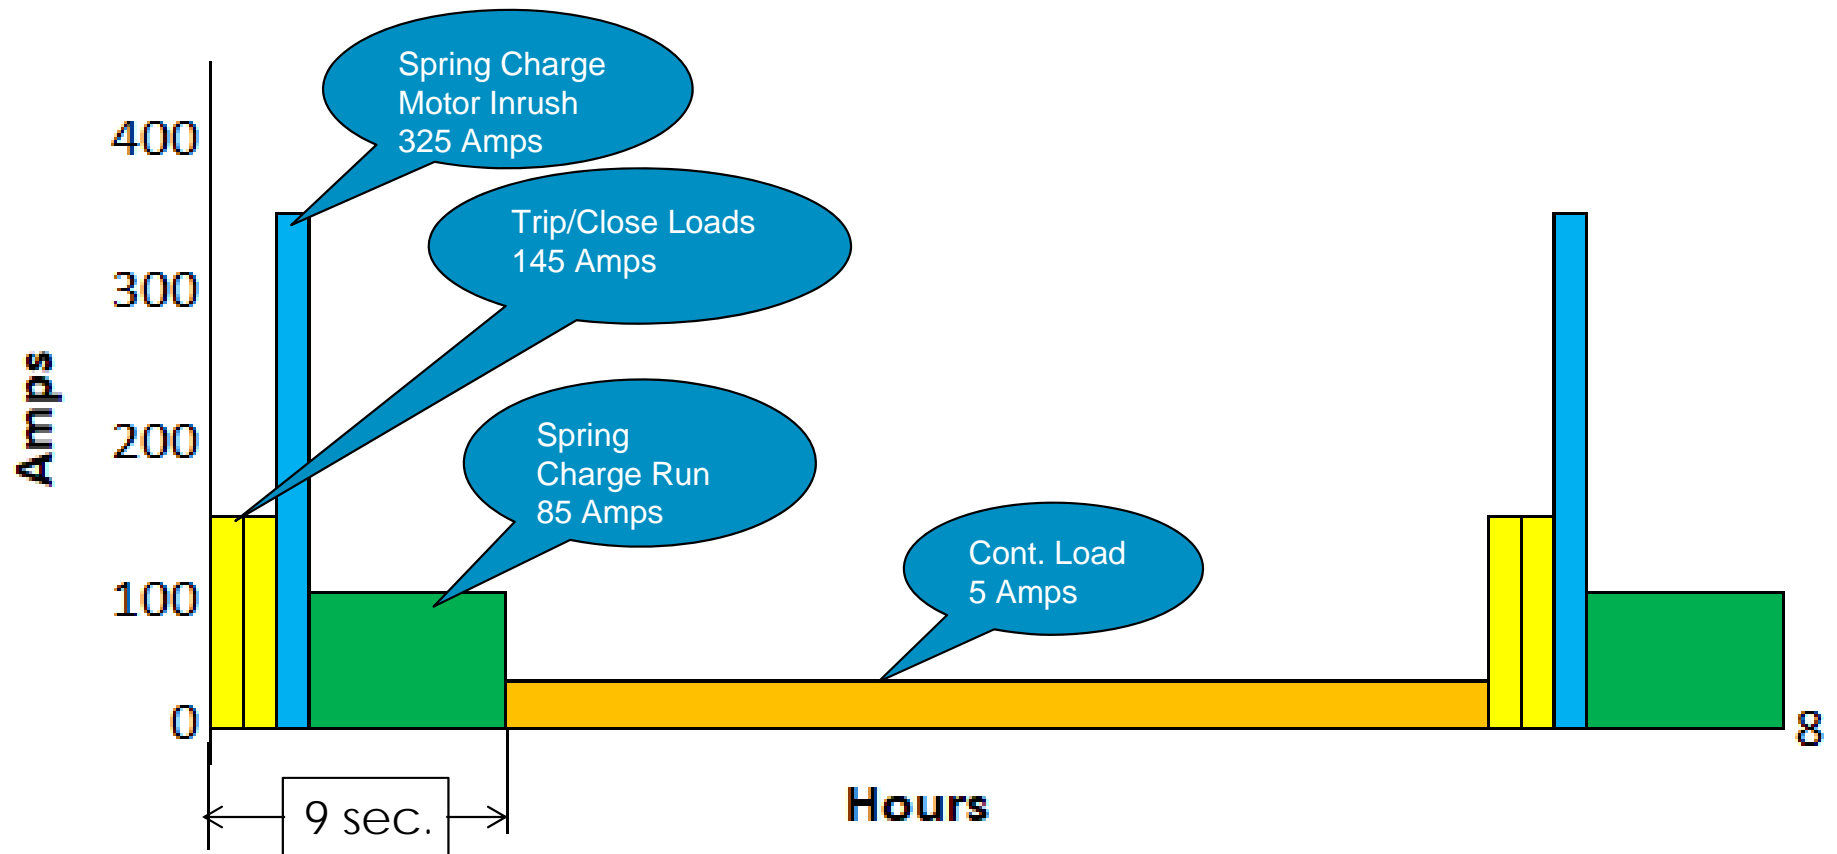 Spring Charge
Motor Inrush
325 Amps
400
Trip/Close Loads
145 Amps
300
Spring
Charge Run
85 Amps
200
Amps
Cont. Load
5 Amps
100
0
8
Hours
9 sec.